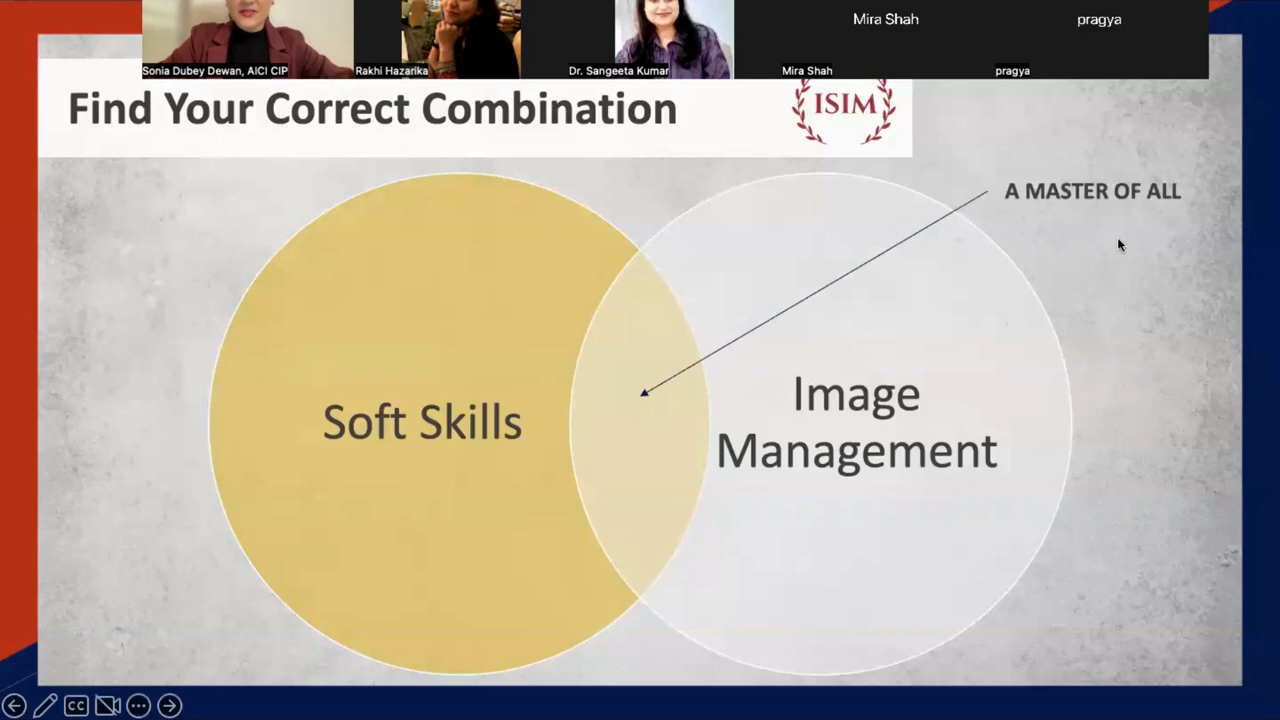 Mira Shah
pragya
Sonia Dubey Dewan, AICI CIP
Rakhi Hazarika
Dr. Sangeeta Kumar
Mira Shah
pragya
Find Your Correct Combination
ISIM
A MASTER OF ALL
Soft Skills
Image
Management
CC